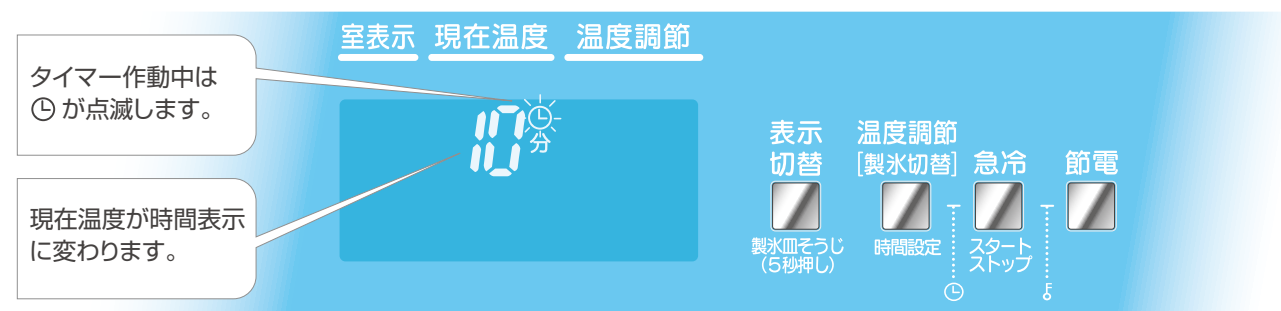 タイマー作動中は
が点滅します。
現在温度が時間表示
に変わります。
室表示 現在温度 温度調節
10分
表示
切替
製氷皿そうじ
(5秒押し)
温度調節
[製氷切替]
時間設定
急冷
スタート
ストップ
節電